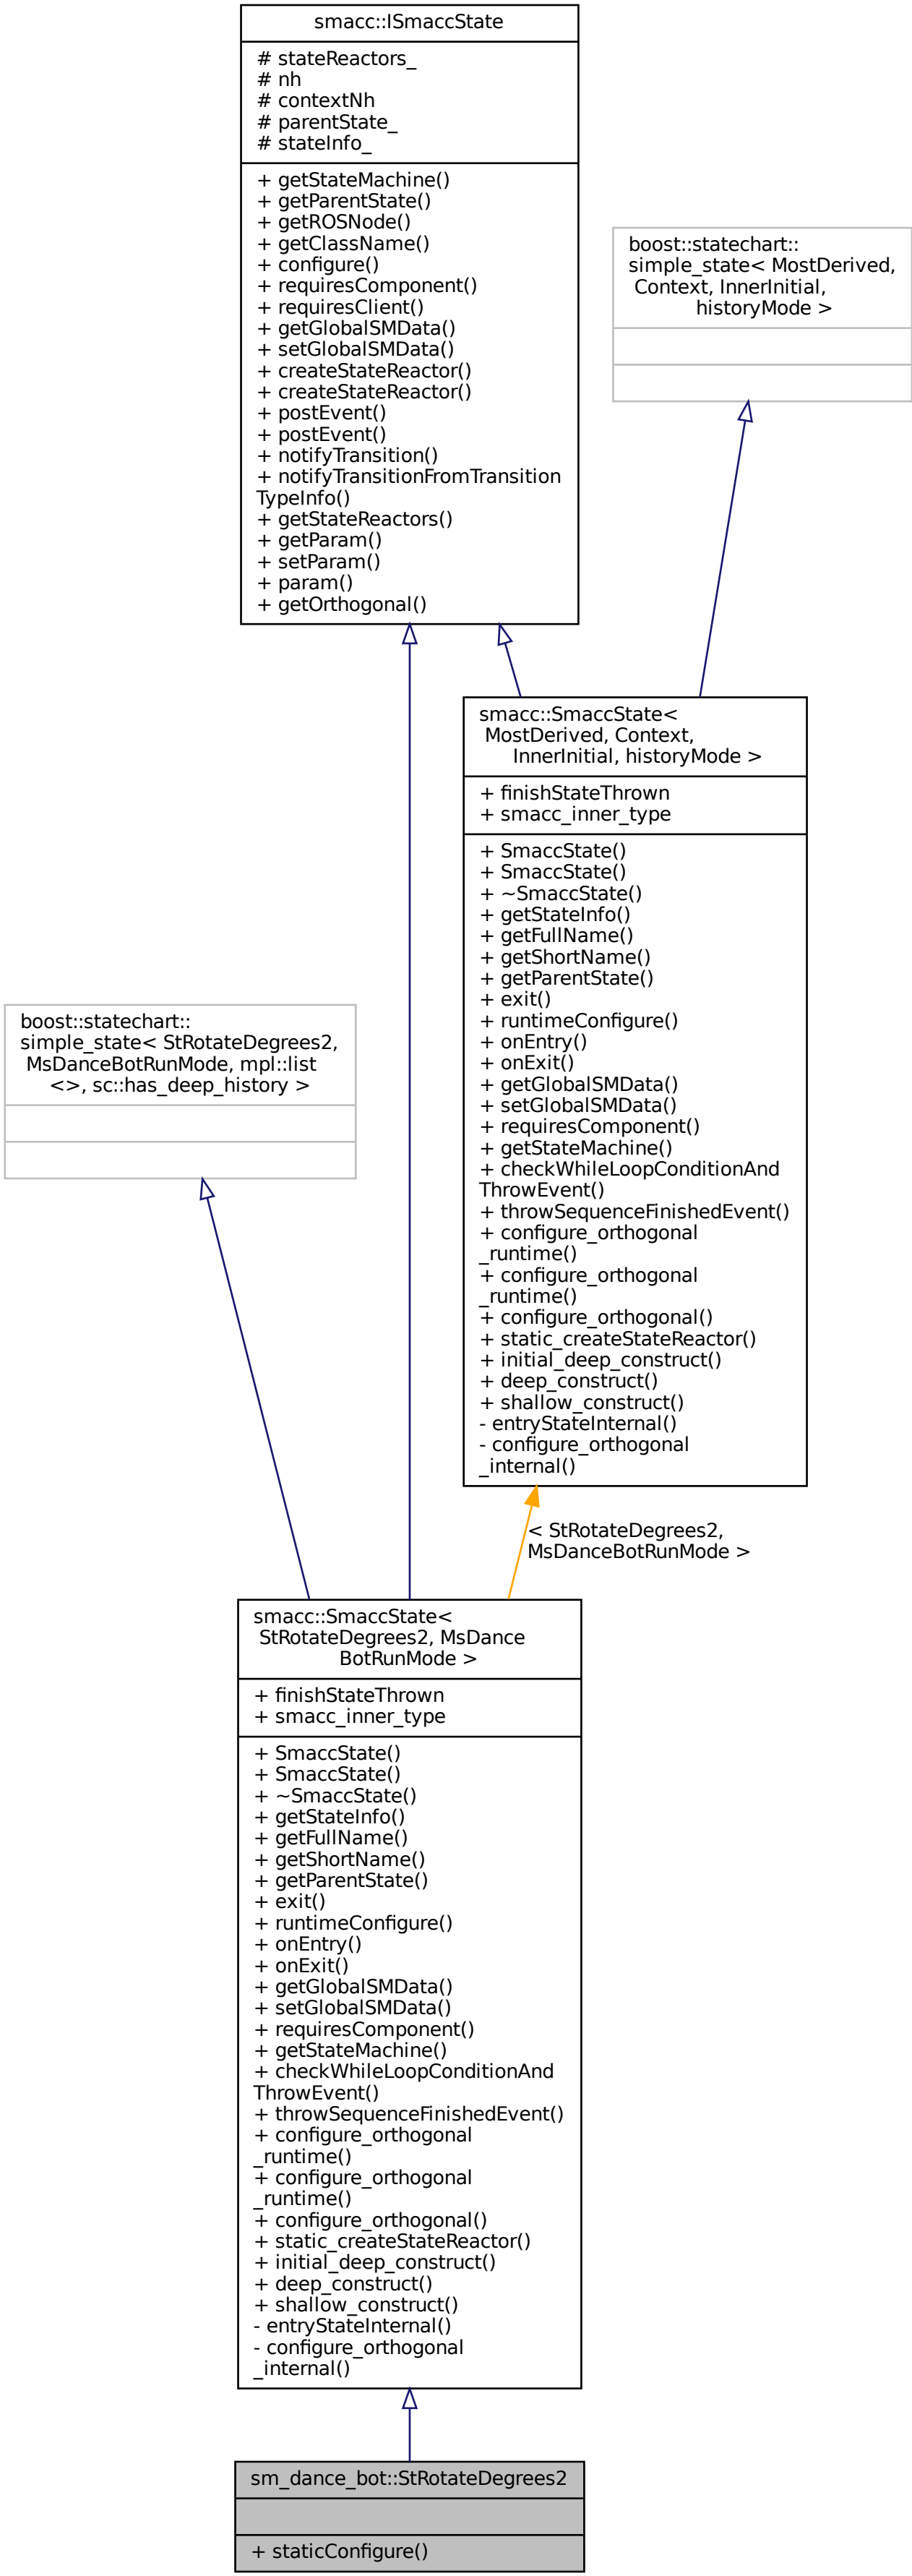 smacc::ISmaccState
# stateReactors_
# nh
# contextNh
# parentState_
# stateInfo_
+ getStateMachine()
+ getParentState()
+ getROSNode()
+ getClassName()
+ configure()
+ requiresComponent()
+ requiresClient()
+ getGlobalSMData()
+ setGlobalSMData()
+ createStateReactor()
+ createStateReactor()
+ postEvent()
+ postEvent()
+ notifyTransition()
+ notifyTransitionFromTransition
TypeInfo()
+ getStateReactors()
+ getParam()
+ setParam()
+ param()
+ getOrthogonal()
boost::statechart::
simple_state< MostDerived,
Context, InnerInitial,
historyMode >
smacc::SmaccState<
MostDerived, Context,
InnerInitial, historyMode >
+ finishStateThrown
+ smacc_inner_type
+ SmaccState()
+ SmaccState()
+ ~SmaccState()
+ getStateInfo()
+ getFullName()
+ getShortName()
+ getParentState()
+ exit()
+ runtimeConfigure()
+ onEntry()
+ onExit()
+ getGlobalSMData()
+ setGlobalSMData()
+ requiresComponent()
+ getStateMachine()
+ checkWhileLoopConditionAnd
ThrowEvent()
+ throwSequenceFinishedEvent()
+ configure_orthogonal
_runtime()
+ configure_orthogonal
_runtime()
+ configure_orthogonal()
+ static_createStateReactor()
+ initial_deep_construct()
+ deep_construct()
+ shallow_construct()
- entryStateInternal()
- configure_orthogonal
_internal()
boost::statechart::
simple_state< StRotateDegrees2,
MsDanceBotRunMode, mpl::list
<>, sc::has_deep_history >
< StRotateDegrees2,
MsDanceBotRunMode >
smacc::SmaccState<
StRotateDegrees2, MsDance
BotRunMode >
+ finishStateThrown
+ smacc_inner_type
+ SmaccState()
+ SmaccState()
+ ~SmaccState()
+ getStateInfo()
+ getFullName()
+ getShortName()
+ getParentState()
+ exit()
+ runtimeConfigure()
+ onEntry()
+ onExit()
+ getGlobalSMData()
+ setGlobalSMData()
+ requiresComponent()
+ getStateMachine()
+ checkWhileLoopConditionAnd
ThrowEvent()
+ throwSequenceFinishedEvent()
+ configure_orthogonal
_runtime()
+ configure_orthogonal
_runtime()
+ configure_orthogonal()
+ static_createStateReactor()
+ initial_deep_construct()
+ deep_construct()
+ shallow_construct()
- entryStateInternal()
- configure_orthogonal
_internal()
sm_dance_bot::StRotateDegrees2
+ staticConfigure()